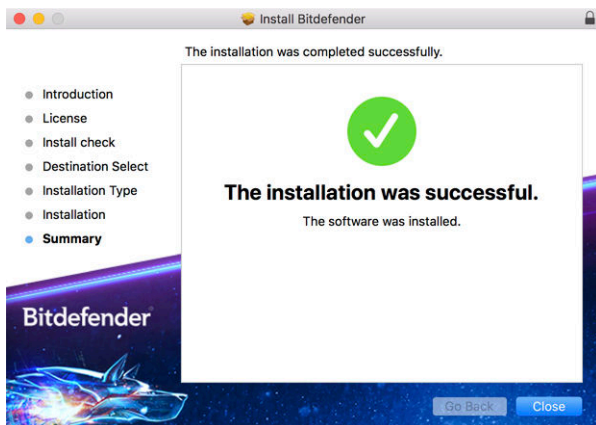 Install Bitdefender
The installation was completed successfully.
Introduction
License
Install check
Destination Select
Installation Type
Installation
Summary
The installation was successful.
The software was installed.
Bitdefender
Go Back
Close